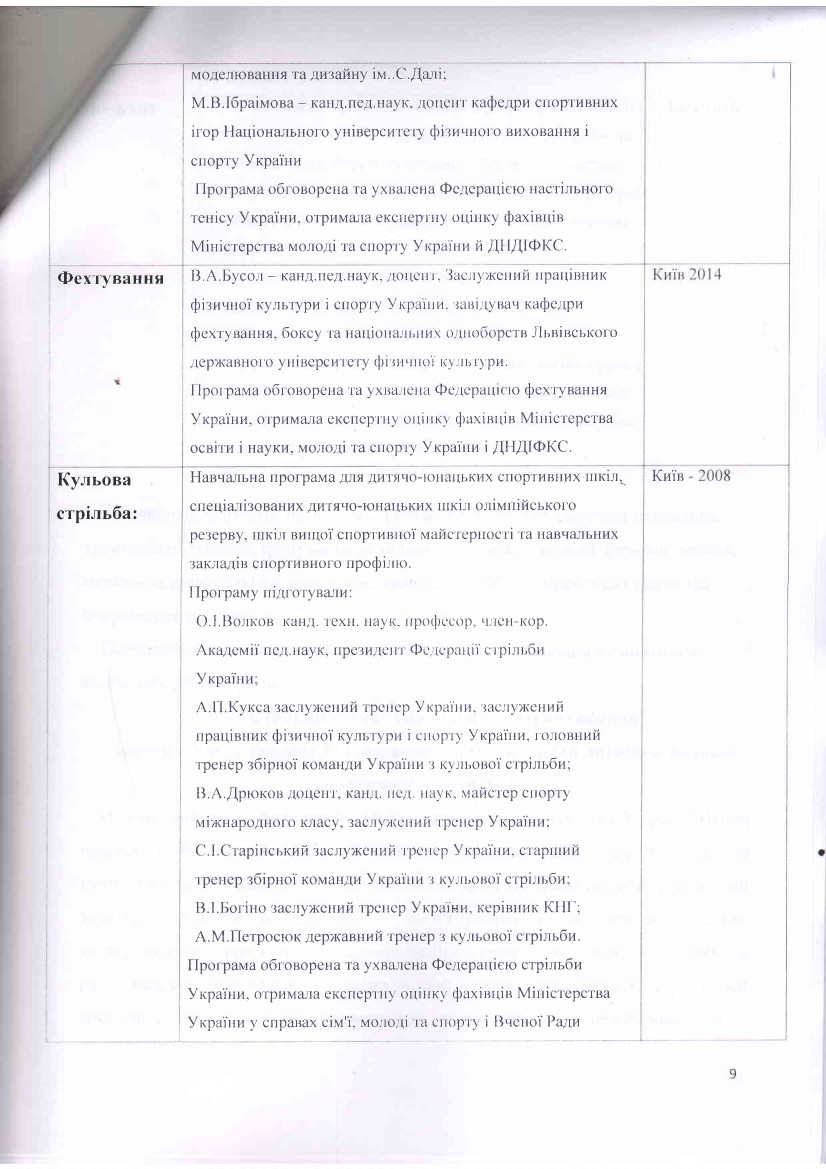 моделювання та дизайну ім..С.Далі;
М.В.Ібраімова – канд.пед.наук, доцент кафедри спортивних
ігор Національного університету фізичного виховання і
спорту України
Програма обговорена та ухвалена Федерацією настільного
тенісу України, отримала експертну оцінку фахівців
Міністерства молоді та спорту України й ДНДІФКС.
Фехтування
В.А.Бусол – канд.пед.наук, доцент, Заслужений працівник
Київ 2014
фізичної культури і спорту України, завідувач кафедри
фехтування, боксу та національних одноборств Львівського
державного університету фізичної культури.
Програма обговорена та ухвалена Федерацією фехтування
України, отримала експертну оцінку фахівців Міністерства
освіти і науки, молоді та спорту України і ДНДІФКС.
Кульова
стрільба:
Навчальна програма для дитячо-юнацьких спортивних шкіл,
Київ - 2008
спеціалізованих дитячо-юнацьких шкіл олімпійського
резерву, шкіл вищої спортивної майстерності та навчальних
закладів спортивного профілю.
Програму підготували:
О.І.Волков канд. техн. наук, професор, член-кор.
Академії пед.наук, президент Федерації стрільби
України;
А.П.Кукса заслужений тренер України, заслужений
працівник фізичної культури і спорту України, головний
тренер збірної команди України з кульової стрільби;
В.А.Дрюков доцент, канд. пед. наук, майстер спорту
міжнародного класу, заслужений тренер України;
С.І.Старінський заслужений тренер України, старший
тренер збірної команди України з кульової стрільби;
В.І.Богіно заслужений тренер України, керівник КНГ;
А.М.Петросюк державний тренер з кульової стрільби.
Програма обговорена та ухвалена Федерацією стрільби
України, отримала експертну оцінку фахівців Міністерства
України у справах сім'ї, молоді та спорту і Вченої Ради
9